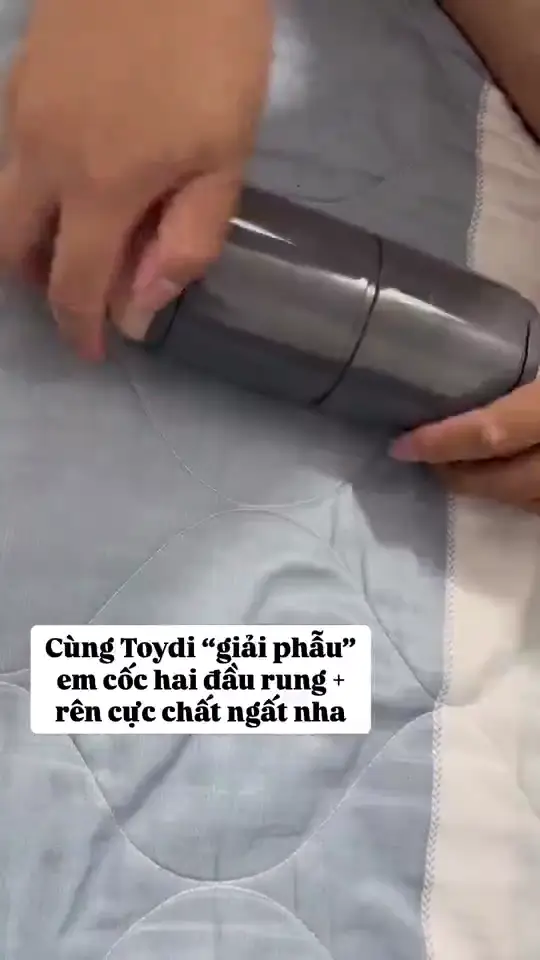 Cùng Toydi “giải phẫu”
em cốc hai đầu rung +
rên cực chất ngất nha